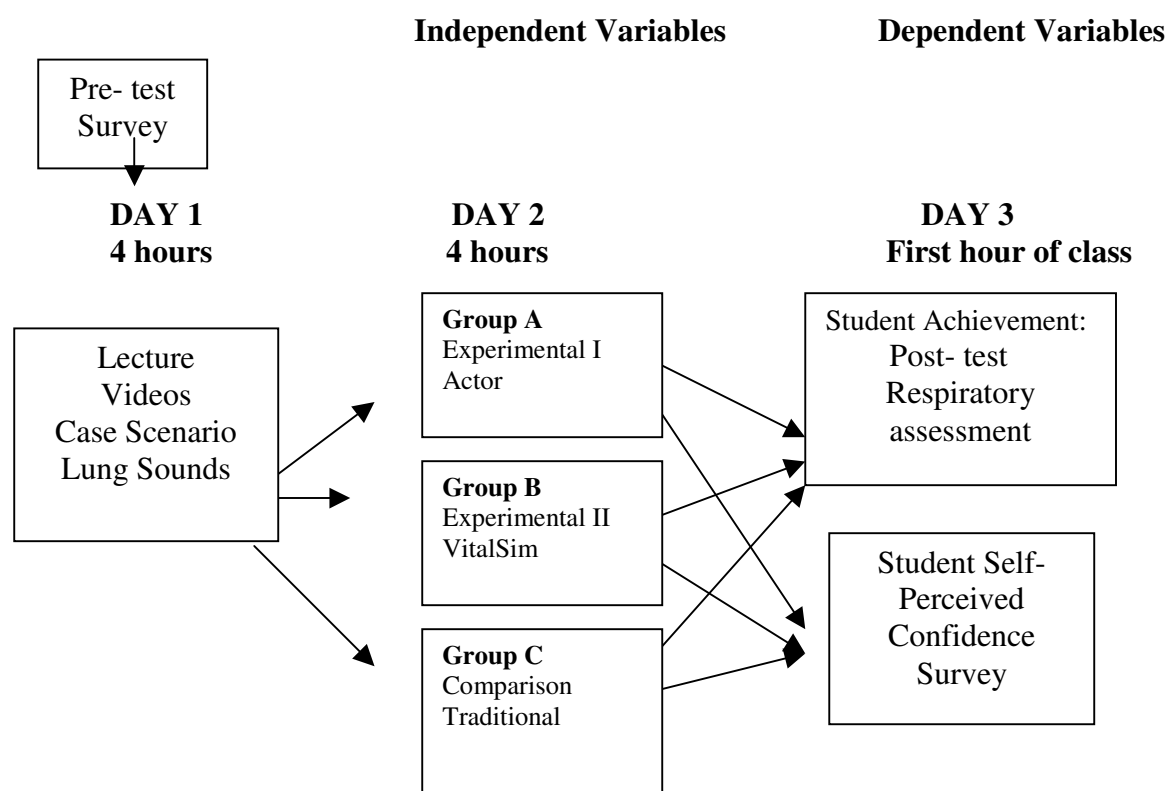 Independent Variables
Dependent Variables
Pre- test
Survey
DAY 1
4 hours
DAY 2
4 hours
DAY 3
First hour of class
Lecture
Videos
Case Scenario
Lung Sounds
Group A
Experimental I
Actor
Group B
Experimental II
VitalSim
Group C
Comparison
Traditional
Student Achievement:
Post- test
Respiratory
assessment
Student Self-
Perceived
Confidence
Survey